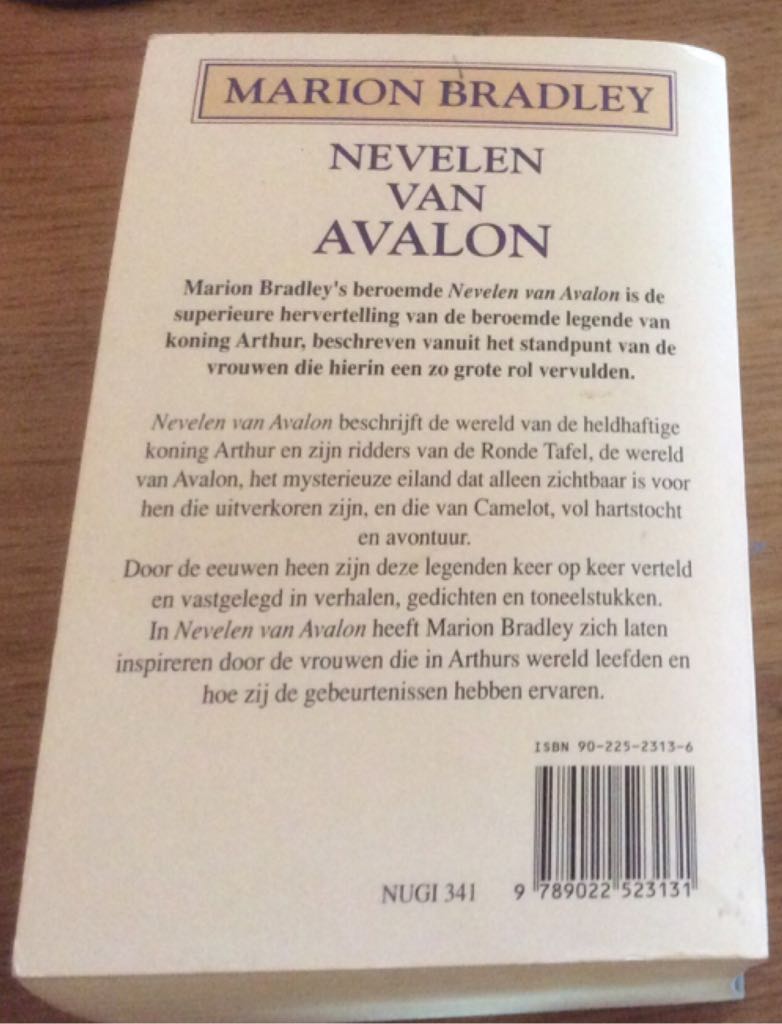 MARION BRADLEY
NEVELEN
VAN
AVALON
Marion Bradley's beroemde Nevelen van Avalon is de
superieure hervertelling van de beroemde legende van
koning Arthur, beschreven vanuit het standpunt van de
vrouwen die hierin een zo grote rol vervulden.
Nevelen van Avalon beschrijft de wereld van de heldhaftige
koning Arthur en zijn ridders van de Ronde Tafel, de wereld
van Avalon, het mysterieuze eiland dat alleen zichtbaar is voor
hen die uitverkoren zijn, en die van Camelot, vol hartstocht
en avontuur.
Door de eeuwen heen zijn deze legenden keer op keer verteld
en vastgelegd in verhalen, gedichten en toneelstukken.
In Nevelen van Avalon heeft Marion Bradley zich laten
inspireren door de vrouwen die in Arthurs wereld leefden en
hoe zij de gebeurtenissen hebben ervaren.
ISBN 90-225-2313-6
NUGI 341
9 789022 523131